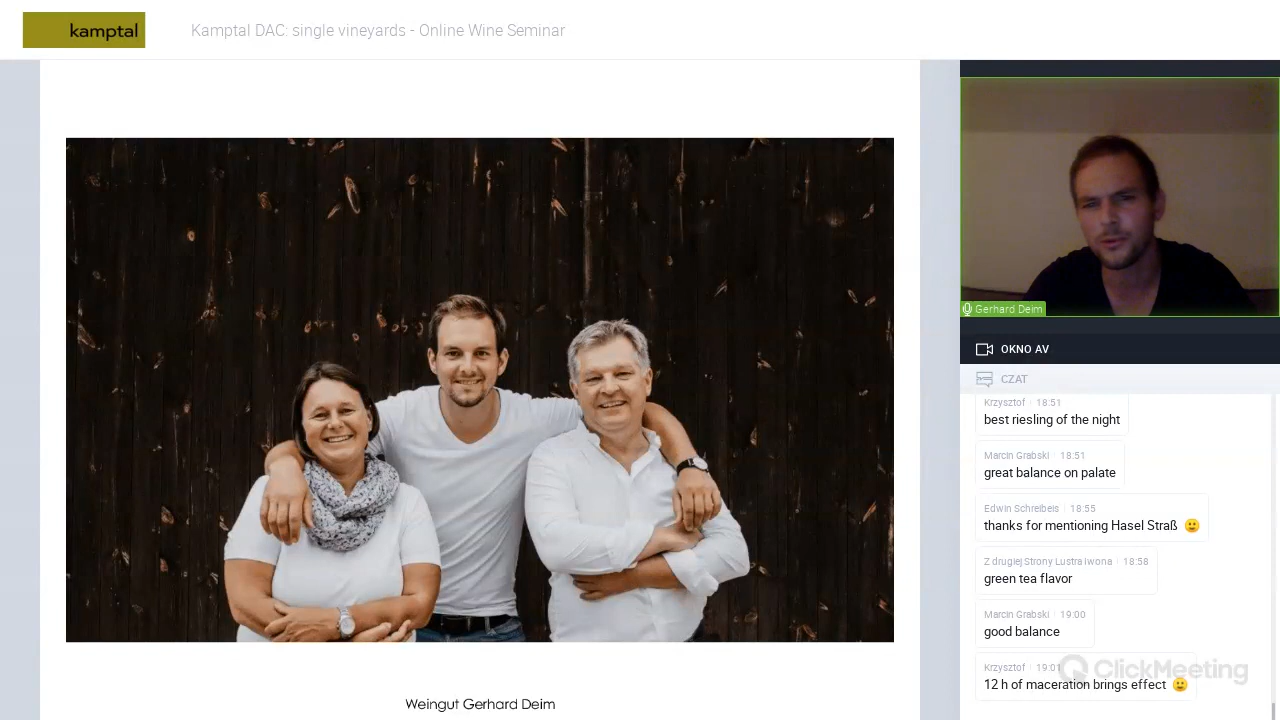 kamptal
Kamptal DAC: single vineyards - Online Wine Seminar
Gerhard Deim
OKNO AV
CZAT
Krzysztof 18:51
best riesling of the night
Marcin Grabski 18:51
great balance on palate
Edwin Schreibeis 18:55
thanks for mentioning Hasel Straß 🙂
Z drugiej Strony Lustra Iwona 18:58
green tea flavor
Marcin Grabski 19:00
good balance
Krzysztof 19:01
12 h of maceration brings effect 🙂
ClickMeeting
Weingut Gerhard Deim